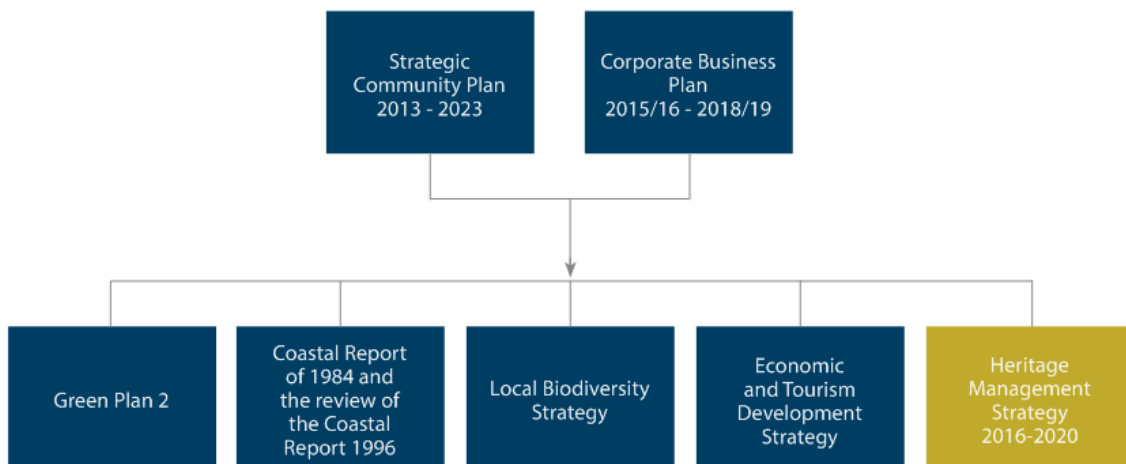 Strategic
Community Plan
2013 - 2023
Corporate Business
Plan
2015/16 - 2018/19
Green Plan 2
Coastal Report
of 1984 and
the review of
the Coastal
Report 1996
Local Biodiversity
Strategy
Economic
and Tourism
Development
Strategy
Heritage
Management
Strategy
2016-2020